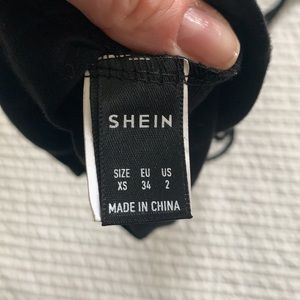 SHEIN
SIZE EU US
XS 34 2
MADE IN CHINA